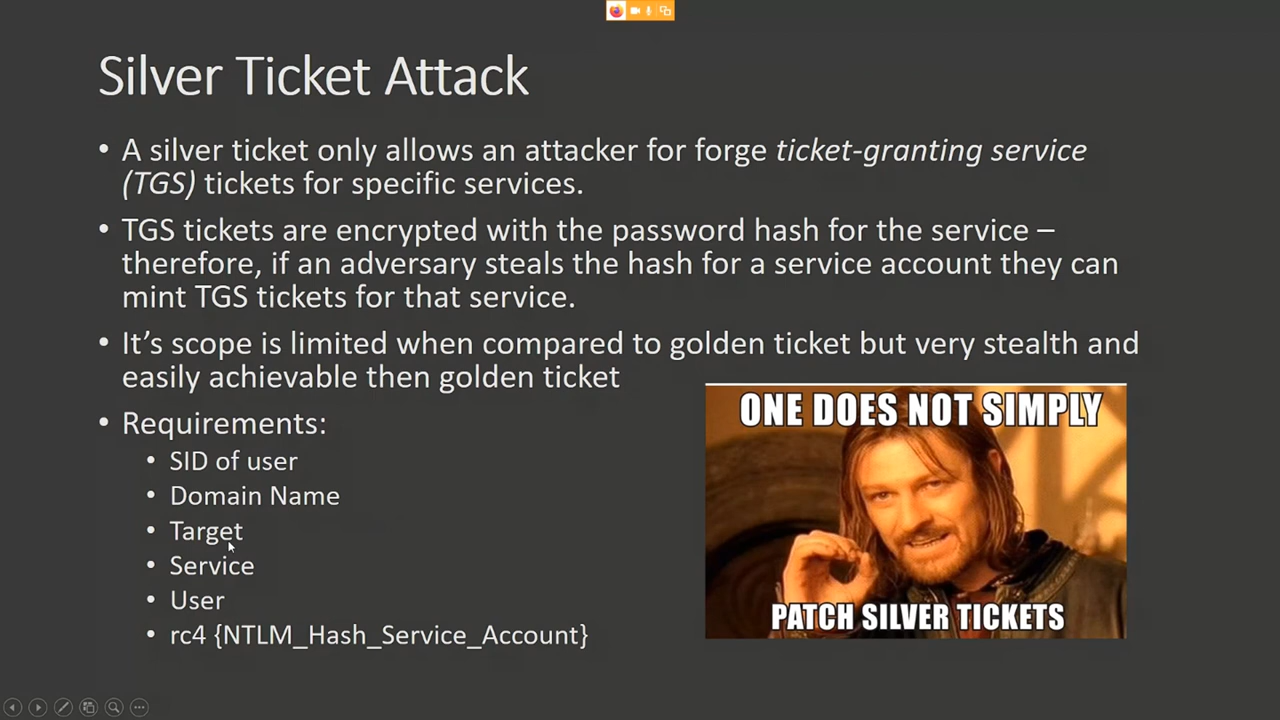 Silver Ticket Attack
• A silver ticket only allows an attacker for forge ticket-granting service
(TGS) tickets for specific services.
• TGS tickets are encrypted with the password hash for the service –
therefore, if an adversary steals the hash for a service account they can
mint TGS tickets for that service.
• It’s scope is limited when compared to golden ticket but very stealth and
easily achievable then golden ticket
• Requirements:
• SID of user
• Domain Name
• Target
• Service
• User
• rc4 {NTLM_Hash_Service_Account}
ONE DOES NOT SIMPLY
PATCH SILVER TICKETS